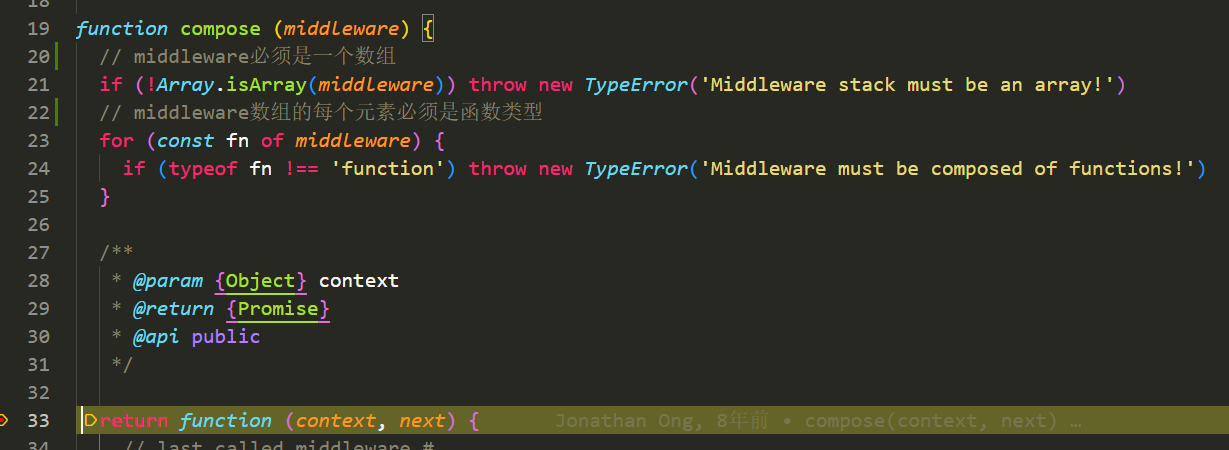 18
19 function compose (middleware) {
20 // middleware必须是一个数组
21 if (!Array.isArray(middleware)) throw new TypeError('Middleware stack must be an array!')
22 // middleware数组的每个元素必须是函数类型
23 for (const fn of middleware) {
24 if (typeof fn !== 'function') throw new TypeError('Middleware must be composed of functions!')
25 }
26
27 /**
28 * @param {Object} context
29 * @return {Promise}
30 * @api public
31 */
32
33 return function (context, next) { Jonathan Ong, 8年前 • compose(context, next) …
34 // last called middleware #